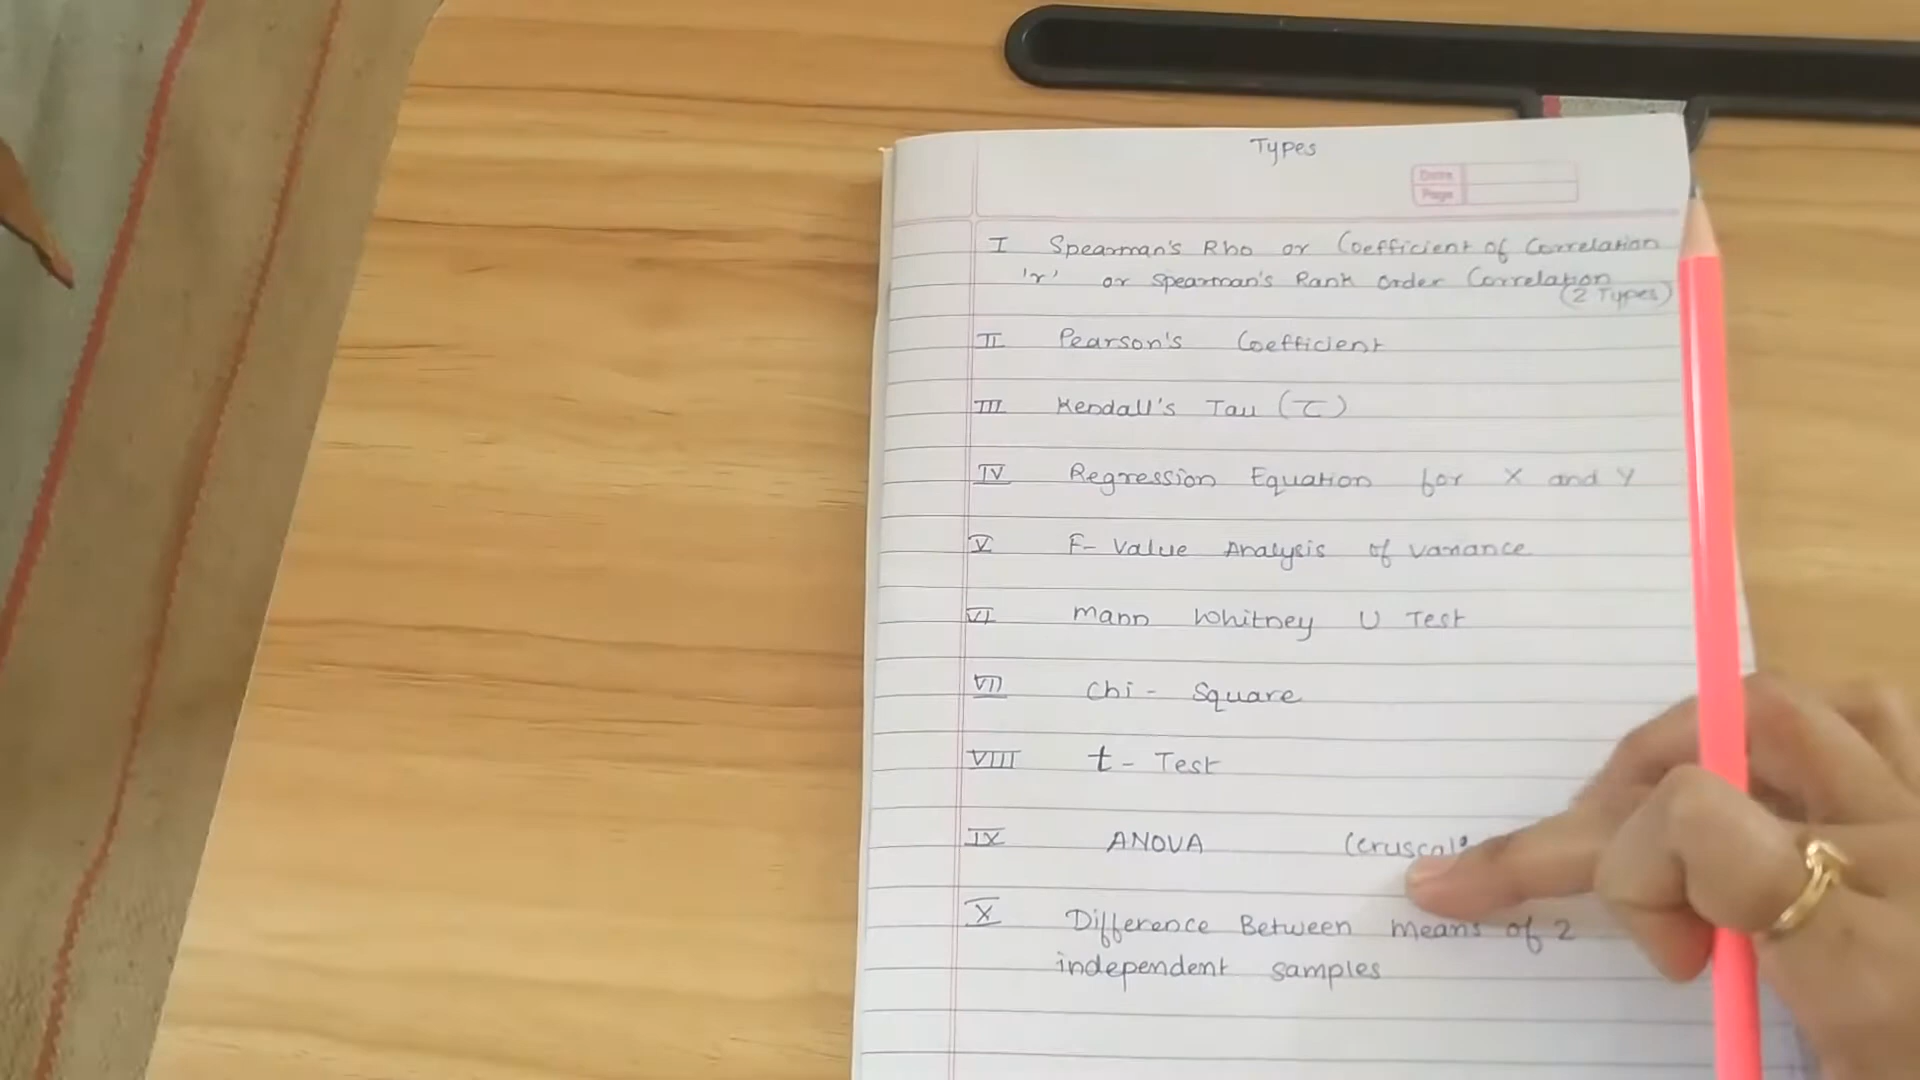 Types
Date
Page
I Spearman's Rho or Coefficient of Correlation
'r' or Spearman's Rank Order Correlation
(2 Types)
II Pearson's Coefficient
III Kendall's Tau (τ)
IV Regression Equation for X and Y
V F- Value Analysis of variance
VI Mann Whitney U Test
VII Chi - Square
VIII t - Test
IX ANOVA
X Difference Between means of 2
independent samples